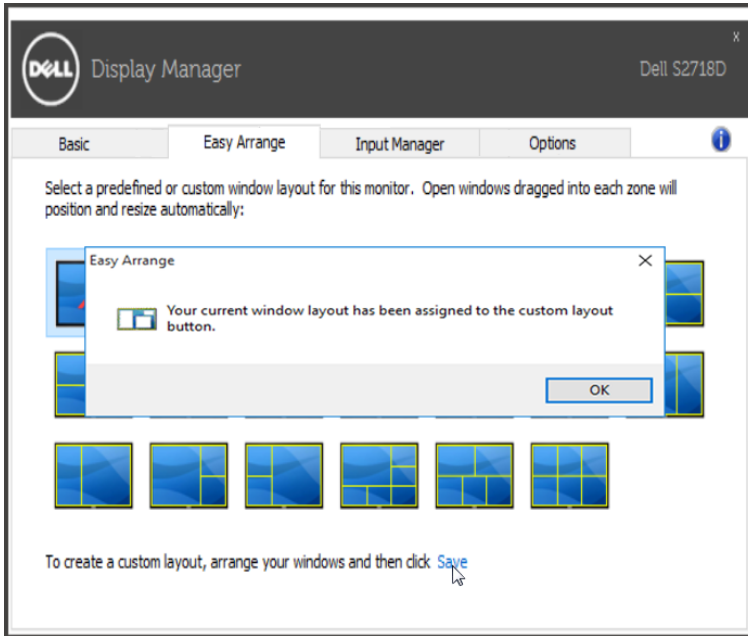 DELL Display Manager
X
Dell S2718D
Basic Easy Arrange Input Manager Options i
Select a predefined or custom window layout for this monitor. Open windows dragged into each zone will
position and resize automatically:
Easy Arrange
Your current window layout has been assigned to the custom layout
button.
OK
To create a custom layout, arrange your windows and then click Save